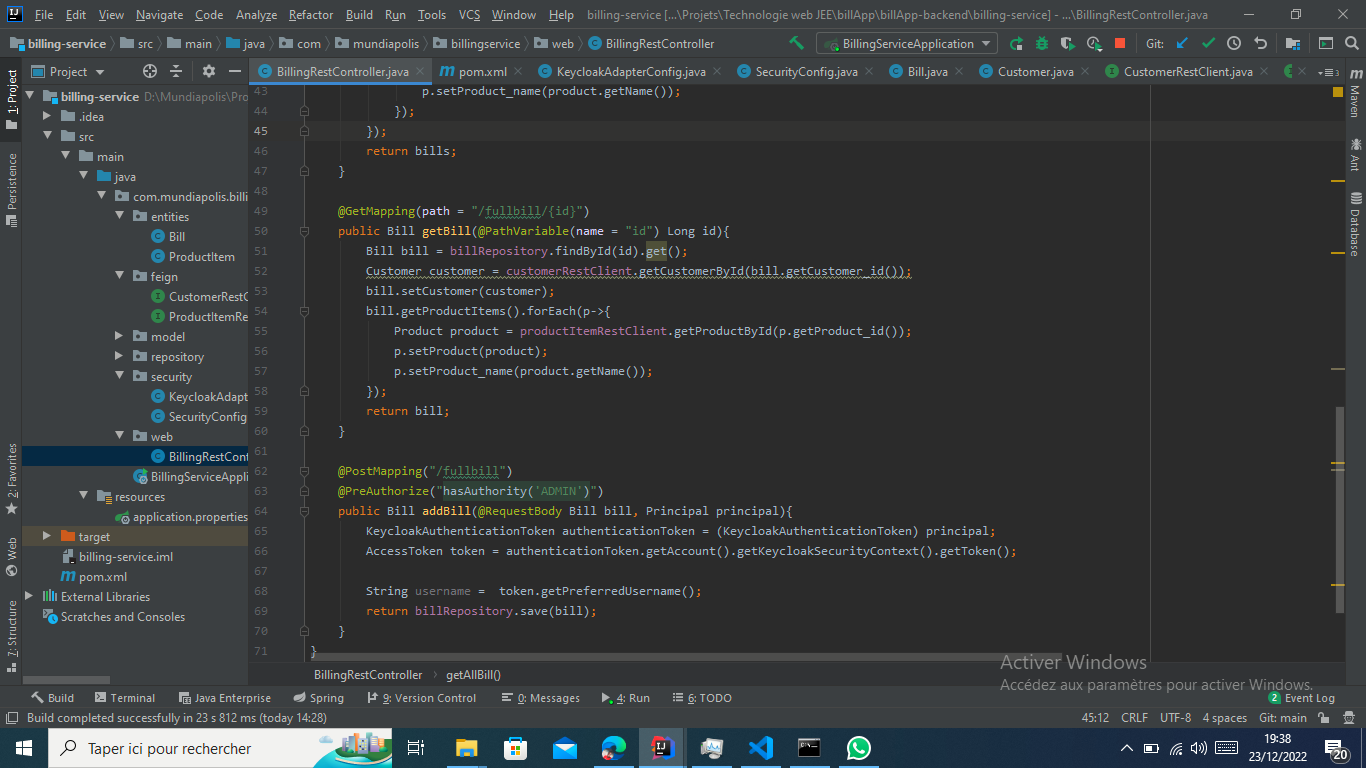 File Edit View Navigate Code Analyze Refactor Build Run Tools VCS Window Help billing-service [...\Projets\Technologie web JEE\billApp\billApp-backend\billing-service] - ...\BillingRestController.java
billing-service src main java com mundiapolis billingservice web BillingRestController BillingServiceApplication Git:
Project BillingRestController.java pom.xml KeycloakAdapterConfig.java SecurityConfig.java Bill.java Customer.java CustomerRestClient.java
1: Project
Persistence
2: Favorites
Web
7: Structure
billing-service D:\Mundiapolis\Pro
.idea
src
main
java
com.mundiapolis.billi
entities
Bill
ProductItem
feign
CustomerRestC
ProductItemRe
model
repository
security
KeycloakAdapt
SecurityConfig
web
BillingRestCont
BillingServiceAppli
resources
application.properties
target
billing-service.iml
pom.xml
External Libraries
Scratches and Consoles
43 p.setProduct_name(product.getName());
44 });
45 });
46 return bills;
47 }
48
49 @GetMapping(path = "/fullbill/{id}")
50 public Bill getBill(@PathVariable(name = "id") Long id){
51 Bill bill = billRepository.findById(id).get();
52 Customer customer = customerRestClient.getCustomerById(bill.getCustomer_id());
53 bill.setCustomer(customer);
54 bill.getProductItems().forEach(p->{
55 Product product = productItemRestClient.getProductById(p.getProduct_id());
56 p.setProduct(product);
57 p.setProduct_name(product.getName());
58 });
59 return bill;
60 }
61
62 @PostMapping("/fullbill")
63 @PreAuthorize("hasAuthority('ADMIN')")
64 public Bill addBill(@RequestBody Bill bill, Principal principal){
65 KeycloakAuthenticationToken authenticationToken = (KeycloakAuthenticationToken) principal;
66 AccessToken token = authenticationToken.getAccount().getKeycloakSecurityContext().getToken();
67
68 String username =  token.getPreferredUsername();
69 return billRepository.save(bill);
70 }
71 }
Maven
Ant
Database
BillingRestController › getAllBill()
Activer Windows
Accédez aux paramètres pour activer Windows.
Build Terminal Java Enterprise Spring 9: Version Control 0: Messages 4: Run 6: TODO 2 Event Log
Build completed successfully in 23 s 812 ms (today 14:28) 45:12 CRLF UTF-8 4 spaces Git: main
Taper ici pour rechercher
19:38
23/12/2022
20